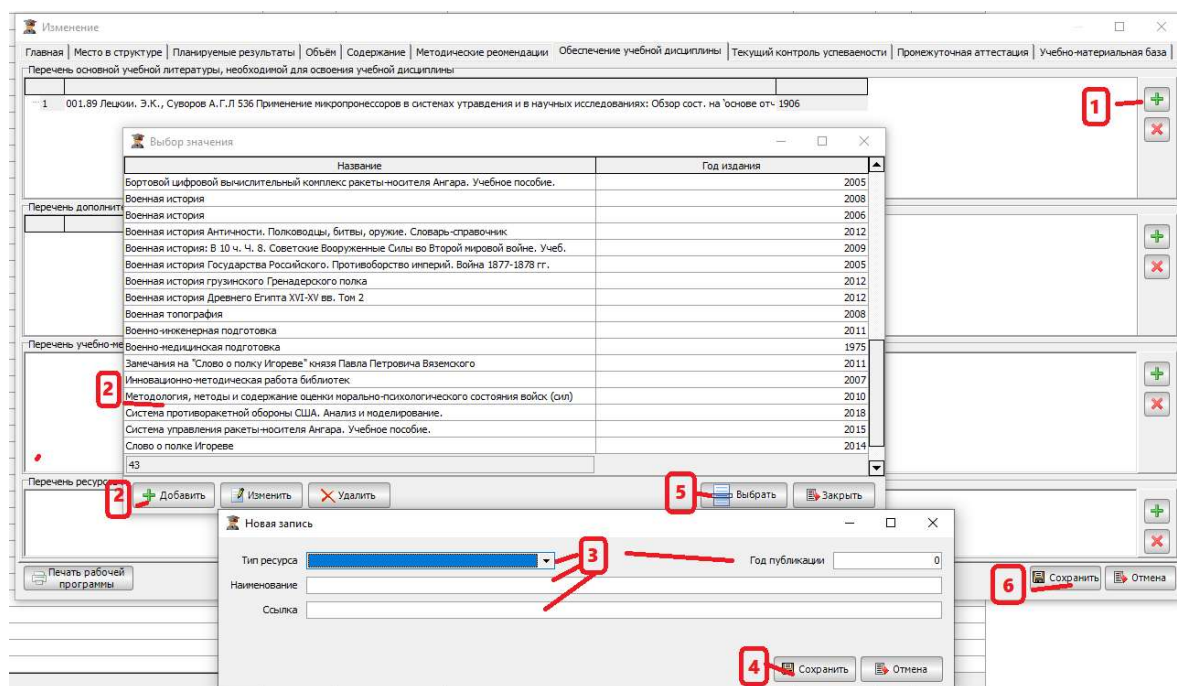 Изменение
Главная Место в структуре Планируемые результаты Объём Содержание Методические реомендации Обеспечение учебной дисциплины Текущий контроль успеваемости Промежуточная аттестация Учебно-материальная база
Перечень основной учебной литературы, необходимой для освоения учебной дисциплины
1 001.89 Лецкии. Э.К., Суворов А.Г.Л 536 Применение микропронессоров в системах утравдения и в научных исследованиях: Обзор сост. на 'основе отч 1906
1
Выбор значения
Название Год издания
Бортовой цифровой вычислительный комплекс ракеты-носителя Ангара. Учебное пособие. 2005
Военная история 2008
Перечень дополните
Военная история 2006
Военная история Античности. Полководцы, битвы, оружие. Словарь-справочник 2012
Военная история: В 10 ч. Ч. 8. Советские Вооруженные Силы во Второй мировой войне. Учеб. 2009
Военная история Государства Российского. Противоборство империй. Война 1877-1878 гг. 2005
Военная история грузинского Гренадерского полка 2012
Военная история Древнего Египта XVI-XV вв. Том 2 2012
Военная топография 2008
Военно-инженерная подготовка 2011
Перечень учебно-ме
Военно-медицинская подготовка 1975
Замечания на "Слово о полку Игореве" князя Павла Петровича Вяземского 2011
Инновационно-методическая работа библиотек 2007
2
Методология, методы и содержание оценки морально-психологического состояния войск (сил) 2010
Система противоракетной обороны США. Анализ и моделирование. 2018
Система управления ракеты-носителя Ангара. Учебное пособие. 2015
Слово о полке Игореве 2014
43
Перечень ресурсо
2 Добавить Изменить Удалить 5 Выбрать Закрыть
Новая запись
Тип ресурса 3 Год публикации 0
Наименование
Ссылка
Печать рабочей
программы
6 Сохранить Отмена
4 Сохранить Отмена